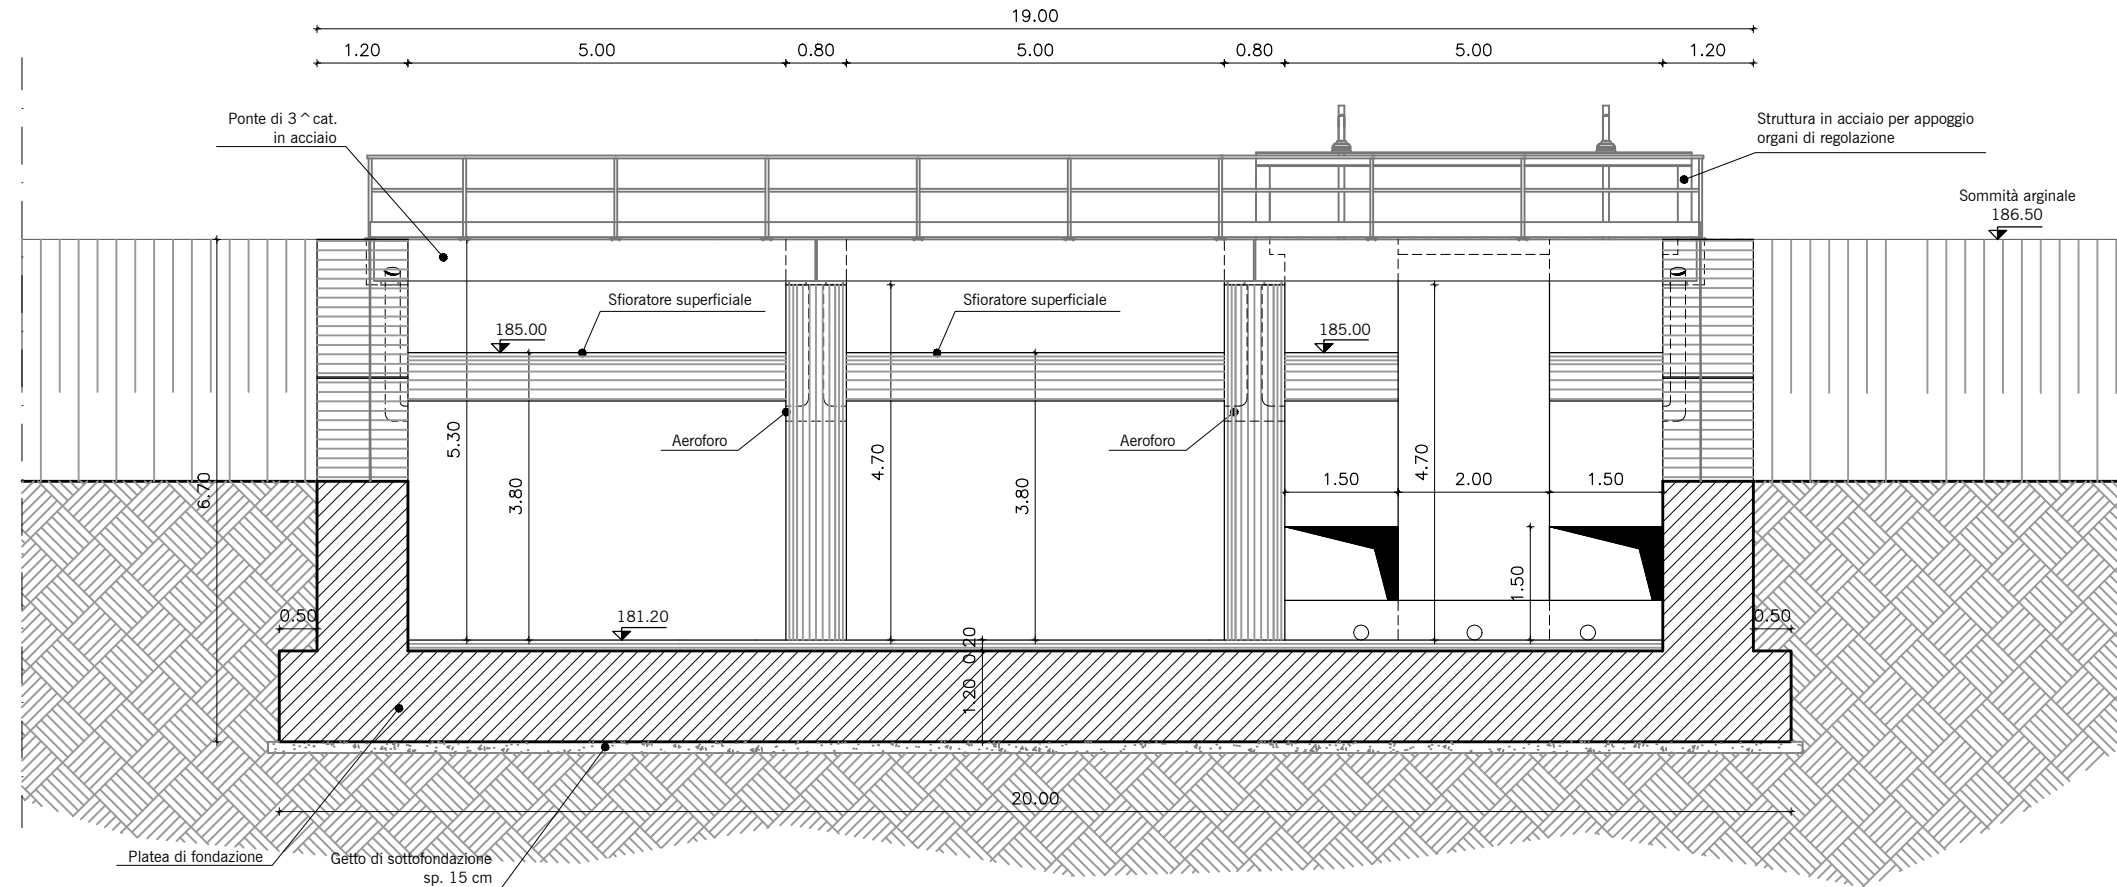 19.00
1.20 5.00 0.80 5.00 0.80 5.00 1.20
Ponte di 3^cat.
in acciaio
Struttura in acciaio per appoggio
organi di regolazione
Sommità arginale
186.50
Sfioratore superficiale
Sfioratore superficiale
185.00
185.00
Aeroforo
Aeroforo
5.30
3.80
4.70
3.80
4.70
6.70
1.50 2.00 1.50
1.50
0.50
181.20
0.50
0.20
1.20
20.00
Platea di fondazione
Getto di sottofondazione
sp. 15 cm